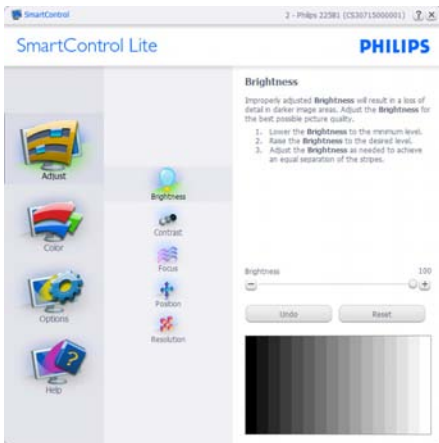 SmartControl
2 - Philips 225B1 (CS30715000001)
SmartControl Lite
PHILIPS
Adjust
Color
Options
Help
Brightness
Contrast
Focus
Position
Resolution
Brightness
Improperly adjusted Brightness will result in a loss of
detail in darker image areas. Adjust the Brightness for
the best possible picture quality.
1. Lower the Brightness to the minimum level.
2. Raise the Brightness to the desired level.
3. Adjust the Brightness as needed to achieve
an equal separation of the stripes.
Brightness 100
Undo Reset